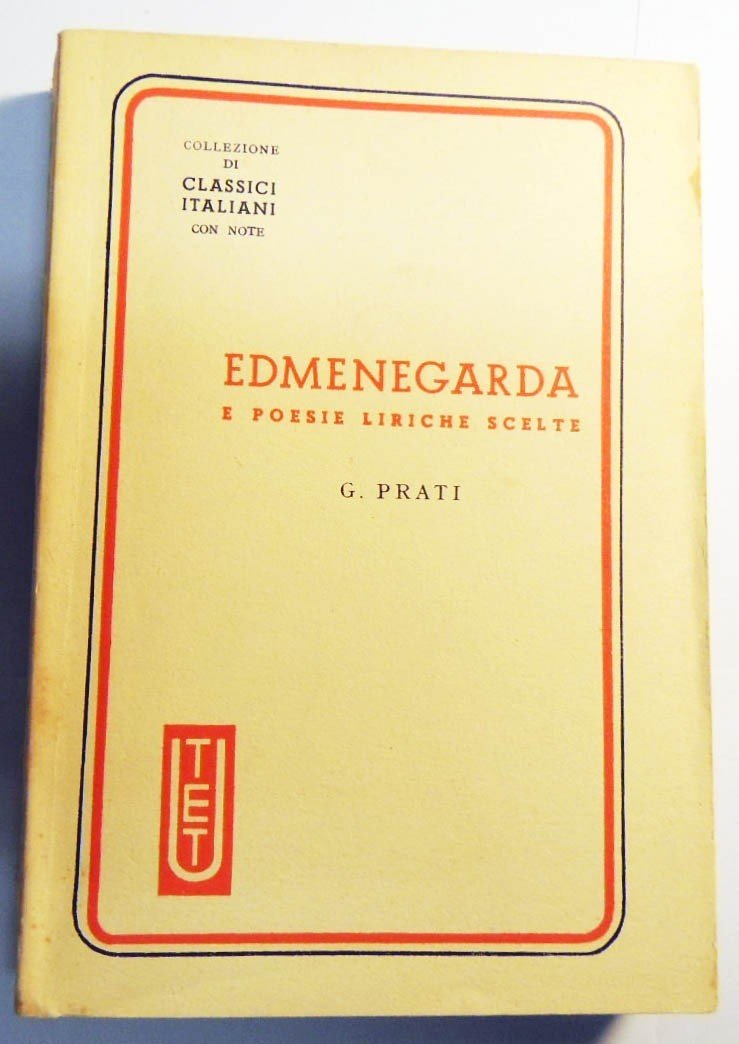 COLLEZIONE
DI
CLASSICI
ITALIANI
CON NOTE
EDMENEGARDA
E POESIE LIRICHE SCELTE
G. PRATI
UTET